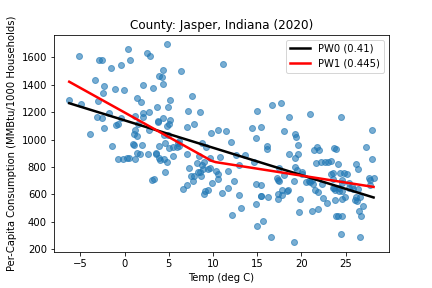 County: Jasper, Indiana (2020)
PW0 (0.41)
PW1 (0.445)
Per-Capita Consumption (MMBtu/1000 Households)
1600
1400
1200
1000
800
600
400
200
−5 0 5 10 15 20 25
Temp (deg C)